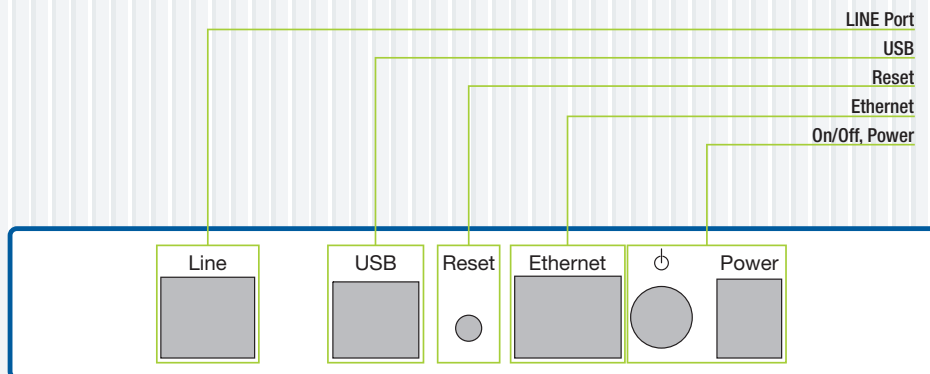 LINE Port
USB
Reset
Ethernet
On/Off, Power
Line USB Reset Ethernet Power